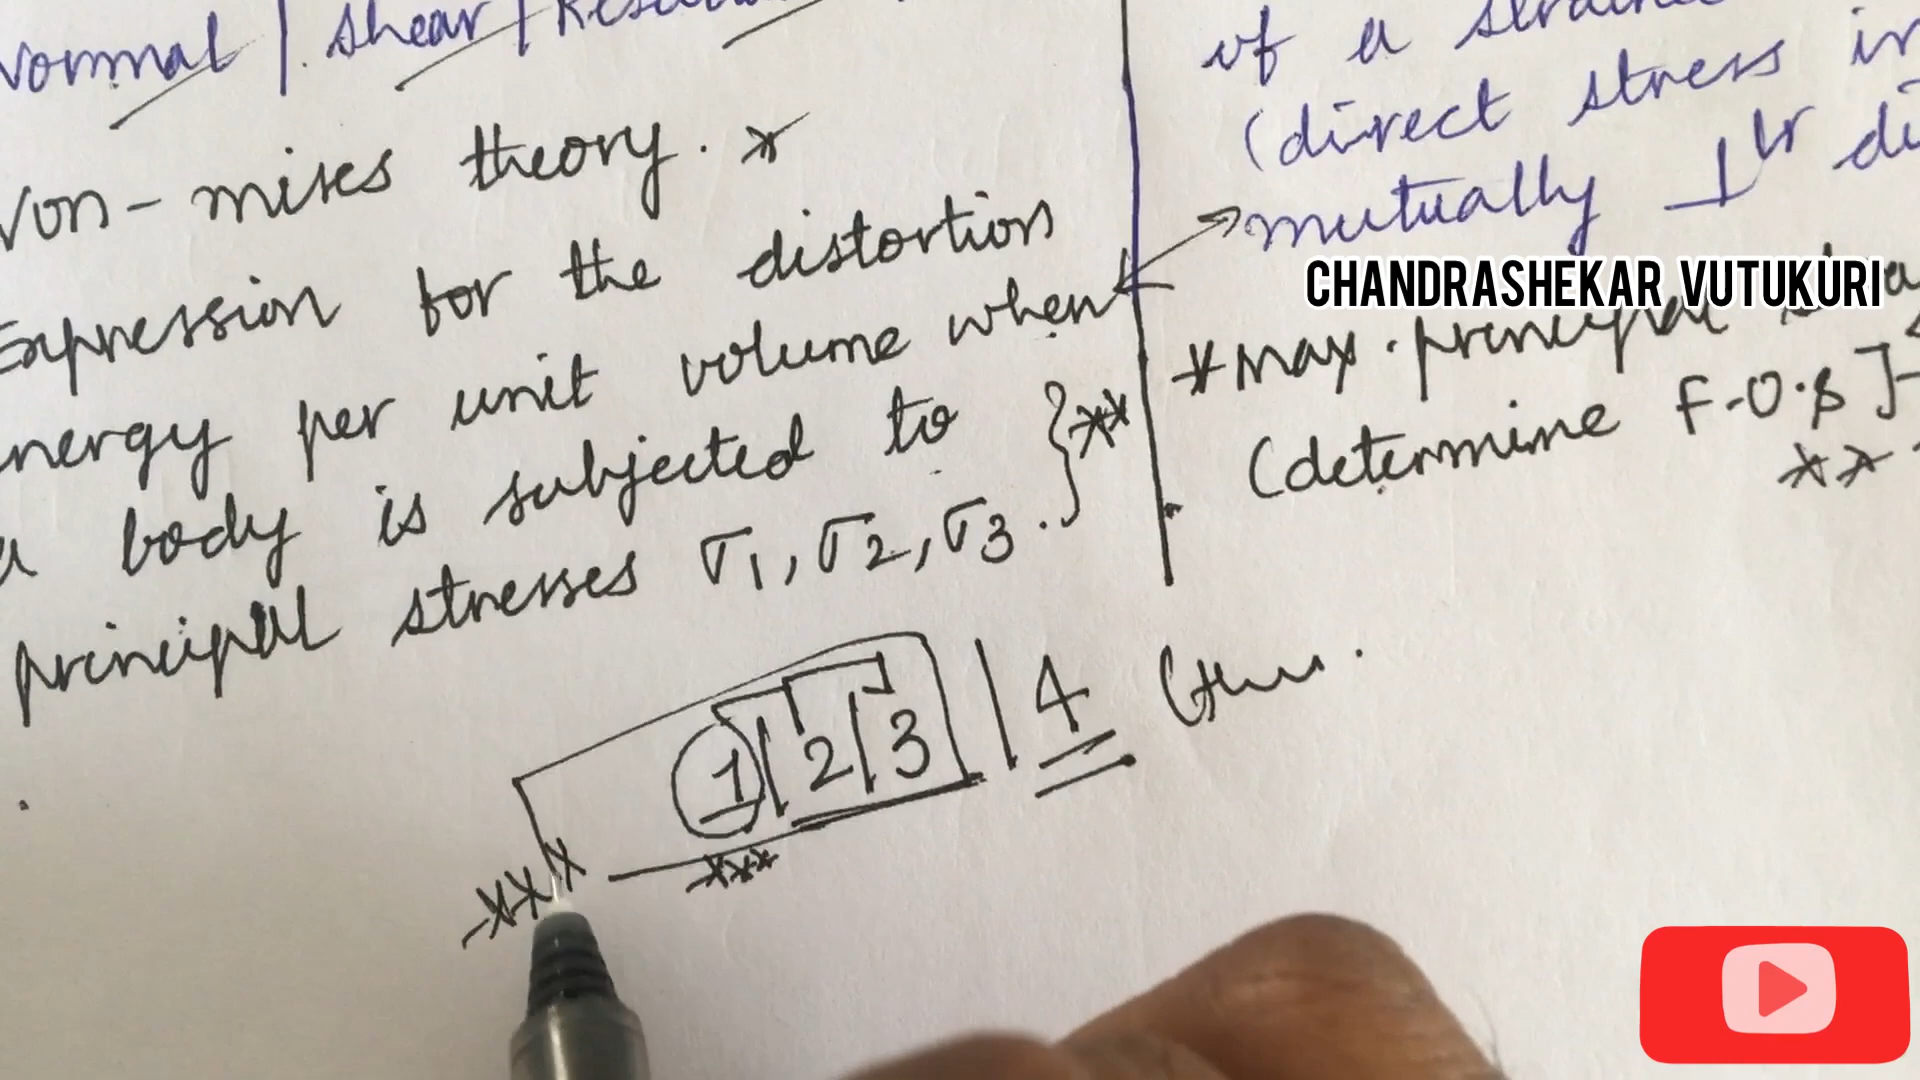 Normal | Shear |
Von-mises theory. *
Expression for the distortion
energy per unit volume when
a body is subjected to } **
principal stresses σ1, σ2, σ3.
1 | 2 | 3 | 4
***
***
of a
(direct stress in
mutually ⊥lr
CHANDRASHEKAR VUTUKURI
* max. principal
(determine F.O.S]
**